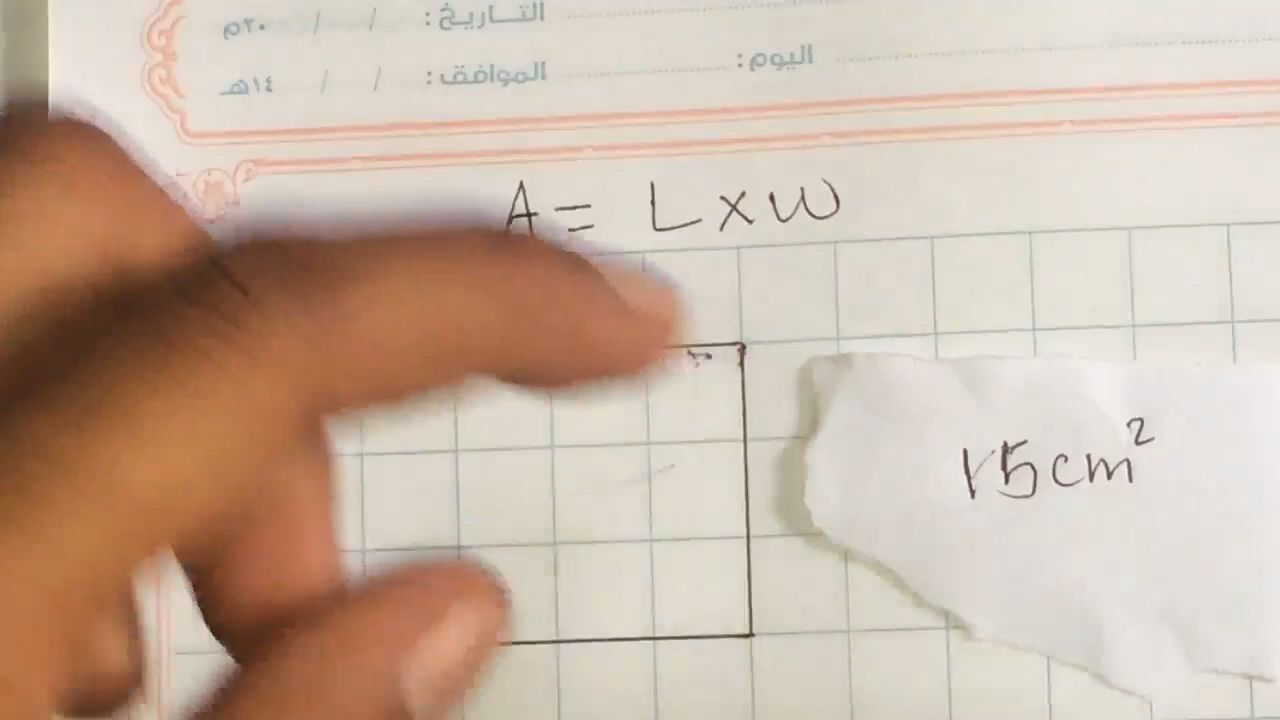 التاريخ: / / ٢٠م
اليوم: الموافق: / / ١٤هـ
A = L x W
15cm²